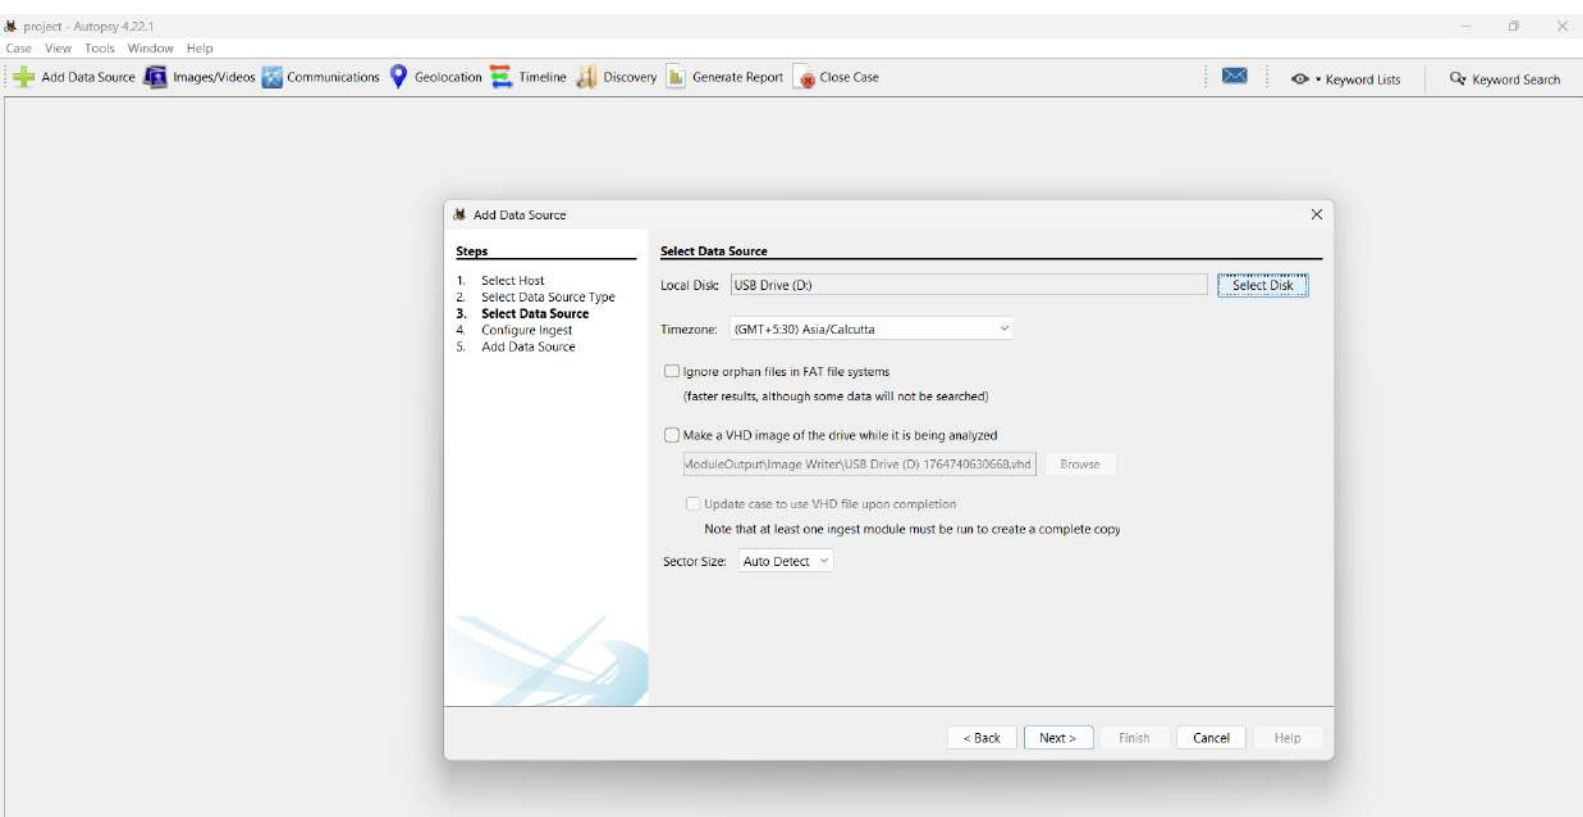 project - Autopsy 4.22.1
Case View Tools Window Help
Add Data Source Images/Videos Communications Geolocation Timeline Discovery Generate Report Close Case Keyword Lists Keyword Search
Add Data Source
Steps
1. Select Host
2. Select Data Source Type
3. Select Data Source
4. Configure Ingest
5. Add Data Source
Select Data Source
Local Disk: USB Drive (D:) Select Disk
Timezone: (GMT+5:30) Asia/Calcutta
Ignore orphan files in FAT file systems
(faster results, although some data will not be searched)
Make a VHD image of the drive while it is being analyzed
ModuleOutput\Image Writer\USB Drive (D) 1764740630668.vhd Browse
Update case to use VHD file upon completion
Note that at least one ingest module must be run to create a complete copy
Sector Size: Auto Detect
< Back Next > Finish Cancel Help